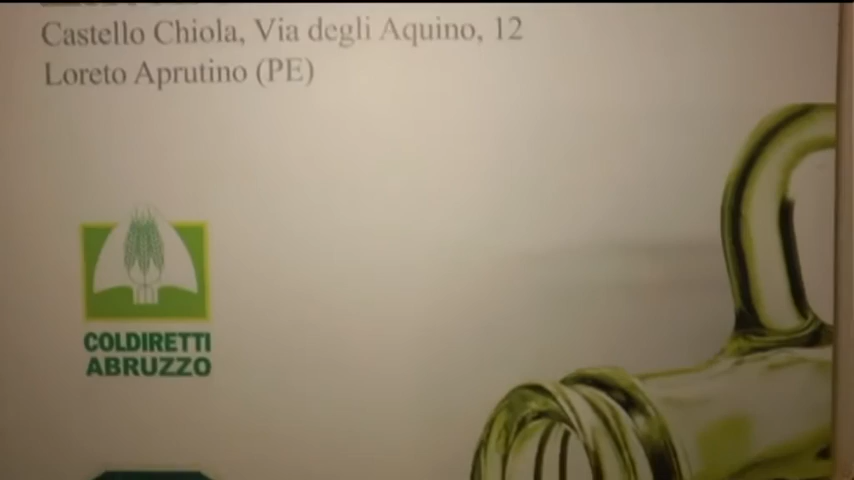 Castello Chiola, Via degli Aquino, 12
Loreto Aprutino (PE)
COLDIRETTI
ABRUZZO